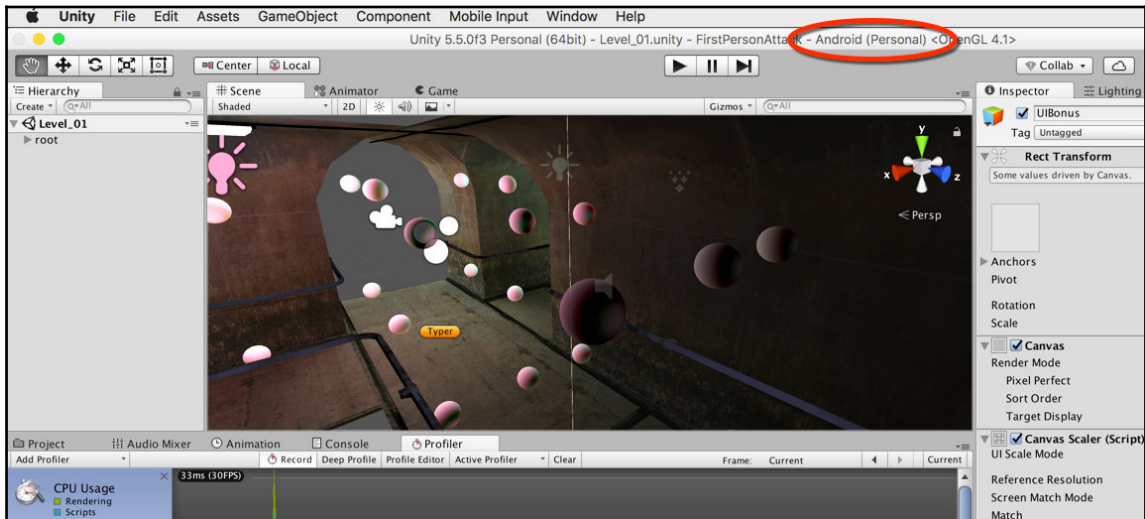 Unity File Edit Assets GameObject Component Mobile Input Window Help
Unity 5.5.0f3 Personal (64bit) - Level_01.unity - FirstPersonAttack - Android (Personal) <OpenGL 4.1>
Center Local Collab
Hierarchy
Create All
Level_01
root
Scene Animator Game
Shaded 2D Gizmos All
y
x
z
Persp
Typer
Inspector Lighting
UIBonus
Tag Untagged
Rect Transform
Some values driven by Canvas.
Anchors
Pivot
Rotation
Scale
Canvas
Render Mode
Pixel Perfect
Sort Order
Target Display
Canvas Scaler (Script)
UI Scale Mode
Reference Resolution
Screen Match Mode
Match
Project Audio Mixer Animation Console Profiler
Add Profiler Record Deep Profile Profile Editor Active Profiler Clear Frame: Current Current
CPU Usage
Rendering
Scripts
33ms (30FPS)